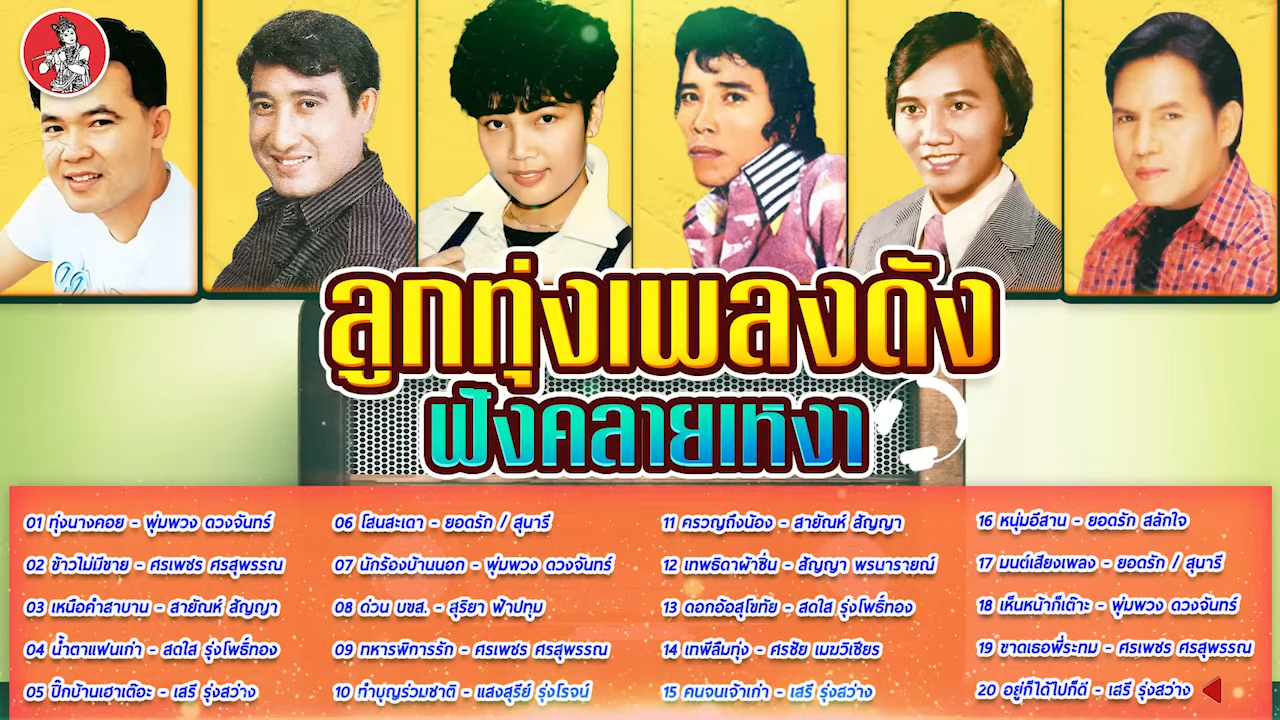 ลูกทุ่งเพลงดัง
ฟังคลายเหงา
01 ทุ่งนางคอย - พุ่มพวง ดวงจันทร์
02 ข้าวไม่มีขาย - ศรเพชร ศรสุพรรณ
03 เหนือคำสาบาน - สายัณห์ สัญญา
04 น้ำตาแฟนเก่า - สดใส รุ่งโพธิ์ทอง
05 ปิ๊กบ้านเฮาเต๊อะ - เสรี รุ่งสว่าง
06 โสนสะเดา - ยอดรัก / สุนารี
07 นักร้องบ้านนอก - พุ่มพวง ดวงจันทร์
08 ด่วน บขส. - สุริยา ฟ้าปทุม
09 ทหารพิการรัก - ศรเพชร ศรสุพรรณ
10 ทำบุญร่วมชาติ - แสงสุรีย์ รุ่งโรจน์
11 ครวญถึงน้อง - สายัณห์ สัญญา
12 เทพธิดาผ้าซิ่น - สัญญา พรนารายณ์
13 ดอกอ้อสุโขทัย - สดใส รุ่งโพธิ์ทอง
14 เทพีลืมทุ่ง - ศรชัย เมฆวิเชียร
15 คนจนเจ้าเก่า - เสรี รุ่งสว่าง
16 หนุ่มอีสาน - ยอดรัก สลักใจ
17 มนต์เสียงเพลง - ยอดรัก / สุนารี
18 เห็นหน้าก็เต๊าะ - พุ่มพวง ดวงจันทร์
19 ขาดเธอพี่ระทม - ศรเพชร ศรสุพรรณ
20 อยู่ก็ได้ไปก็ดี - เสรี รุ่งสว่าง